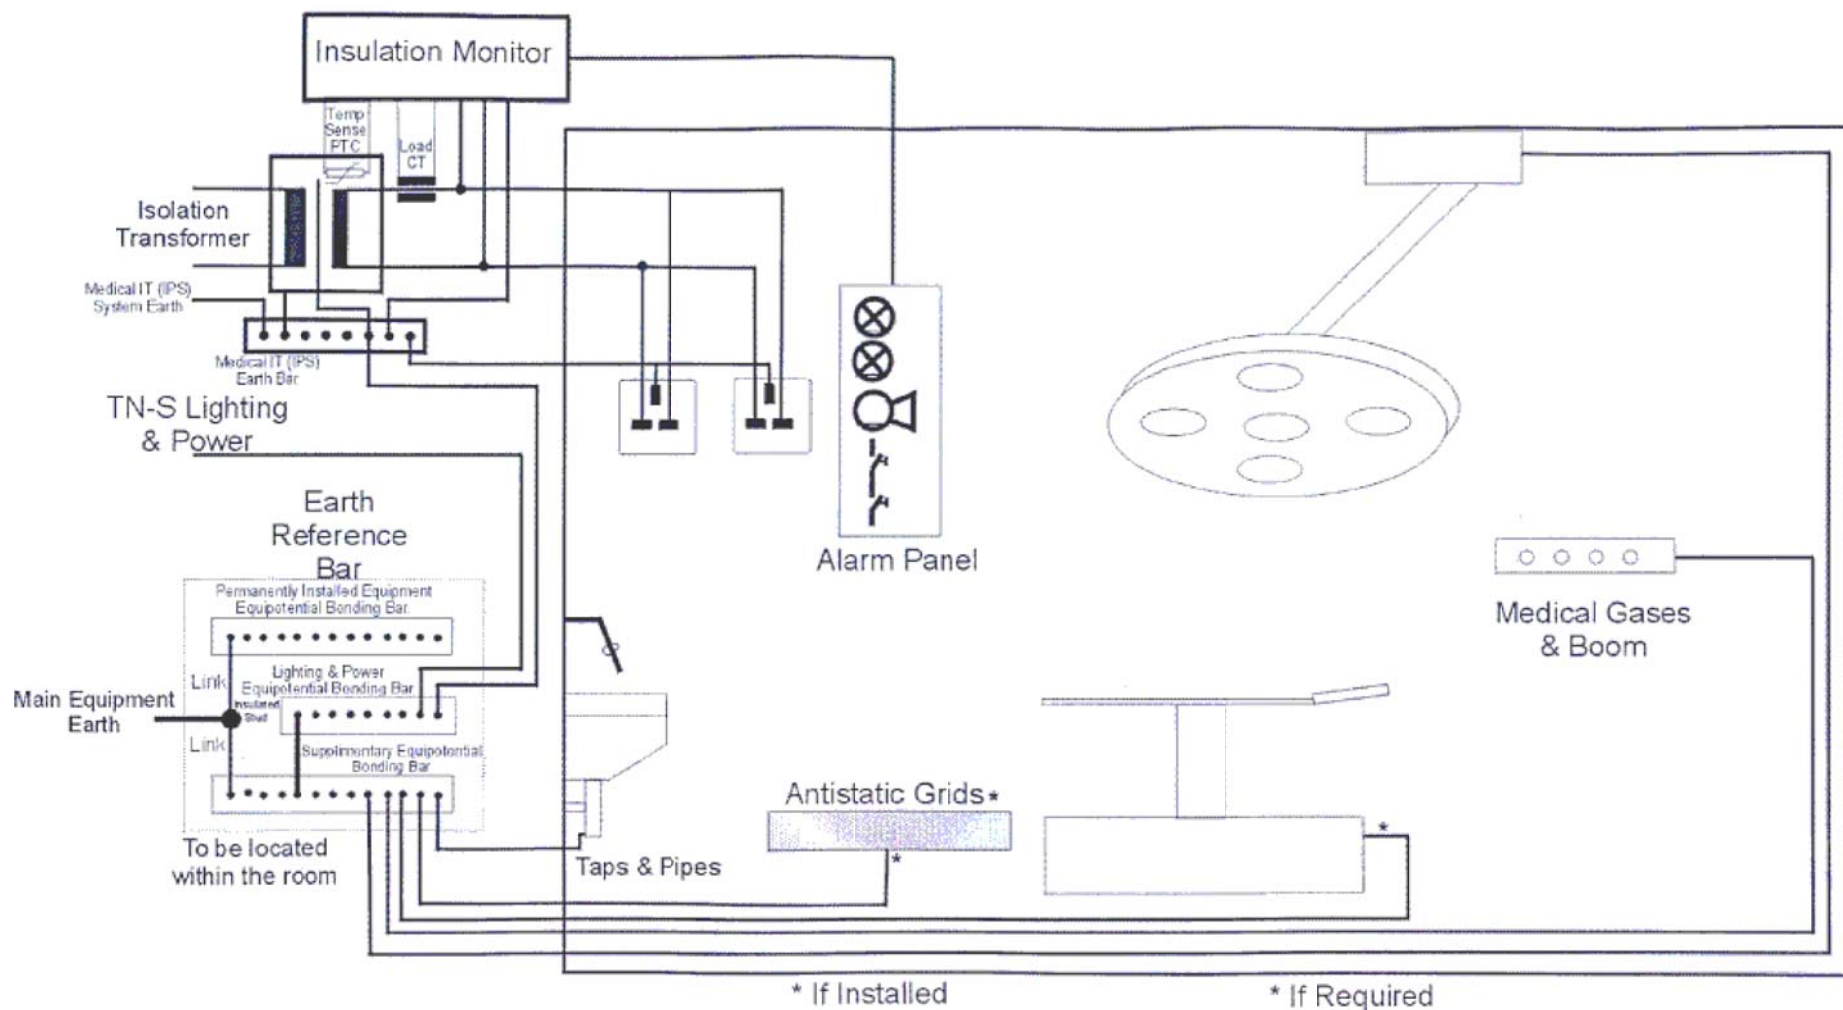 Insulation Monitor
Temp
Sense
PTC
Load
CT
Isolation
Transformer
Medical IT (IPS)
System Earth
Medical IT (IPS)
Earth Bar
TN-S Lighting
& Power
Earth
Reference
Bar
Permanently Installed Equipment
Equipotential Bonding Bar
Link
Lighting & Power
Equipotential Bonding Bar
Insulated
Stud
Main Equipment
Earth
Link
Supplimentary Equipotential
Bonding Bar
To be located
within the room
Alarm Panel
Medical Gases
& Boom
Antistatic Grids*
*
*
Taps & Pipes
* If Installed
* If Required